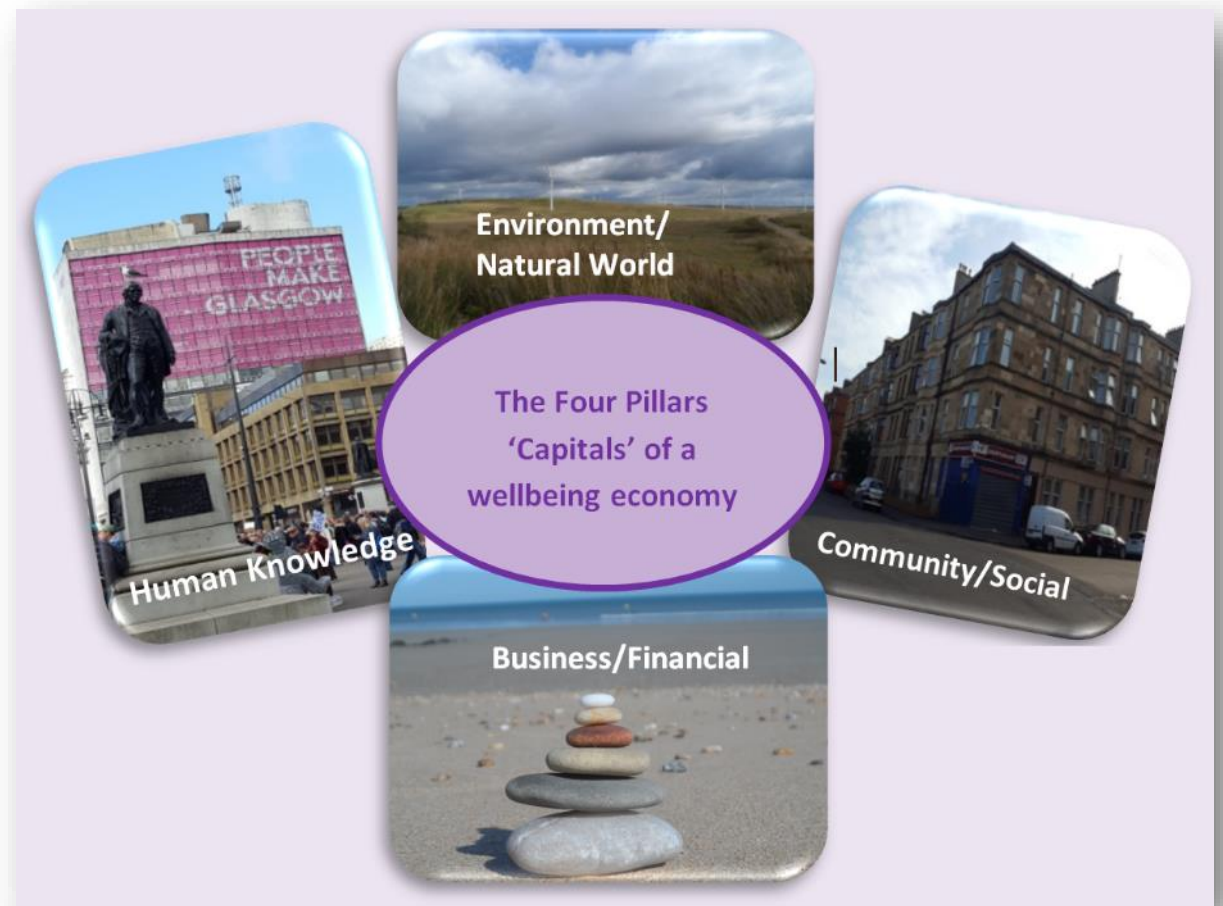 PEOPLE
MAKE
GLASGOW
Environment/
Natural World
The Four Pillars
‘Capitals’ of a
wellbeing economy
Human Knowledge
Community/Social
Business/Financial